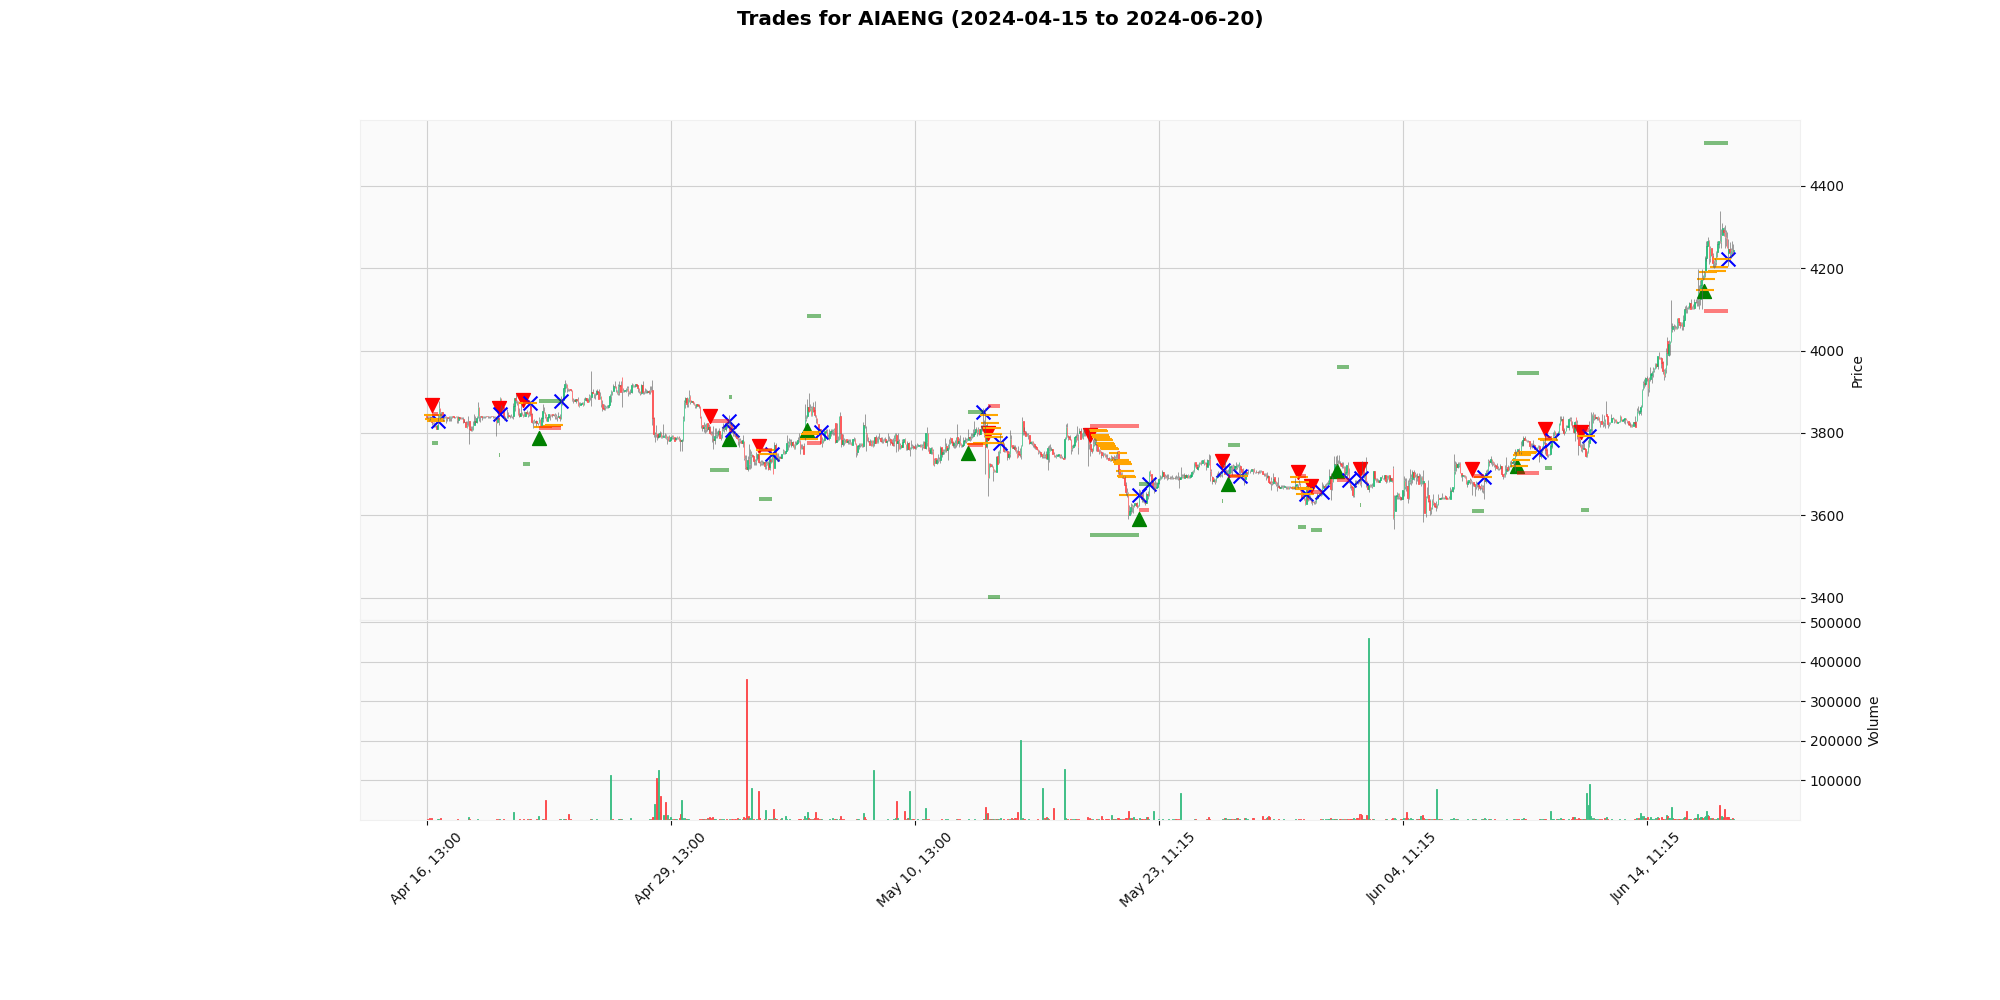 Trades for AIAENG (2024-04-15 to 2024-06-20)
4400
4200
4000
3800
3600
3400
Price
500000
400000
300000
200000
100000
Volume
Apr 16, 13:00
Apr 29, 13:00
May 10, 13:00
May 23, 11:15
Jun 04, 11:15
Jun 14, 11:15